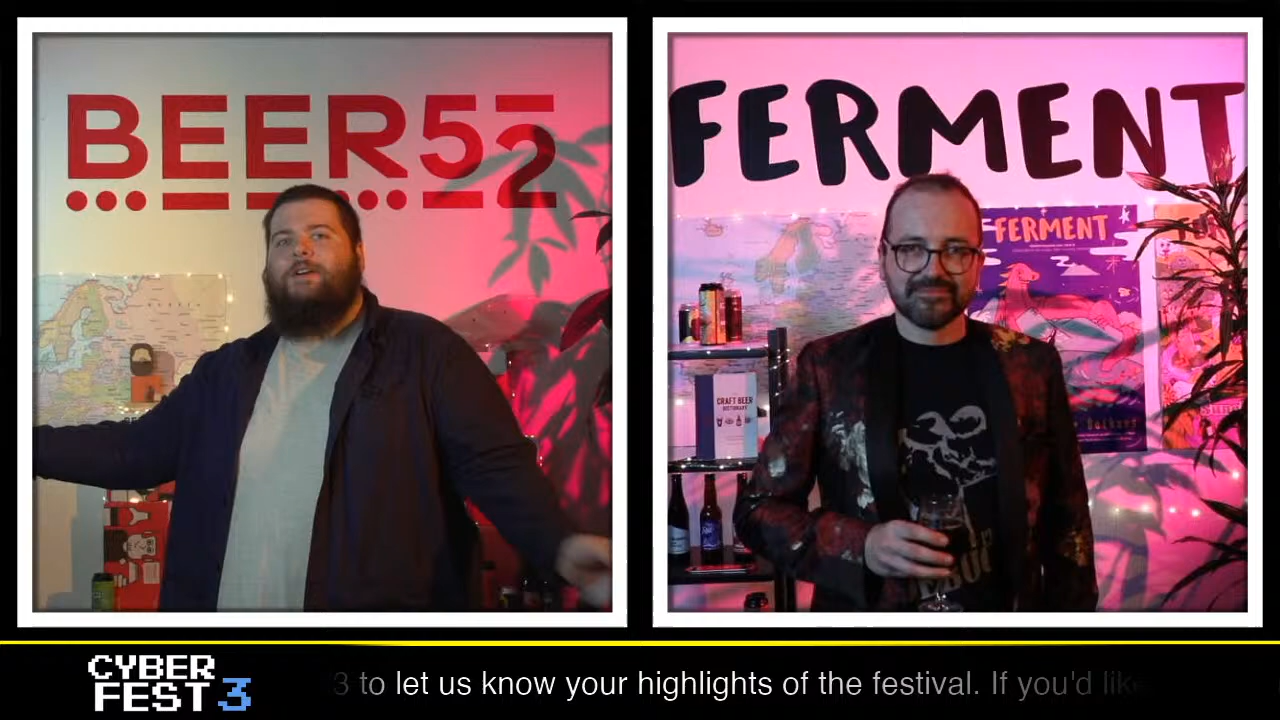 BEER52
FERMENT
FERMENT
CRAFT BEER
DICTIONARY
CYBER
FEST 3
3 to let us know your highlights of the festival. If you'd like